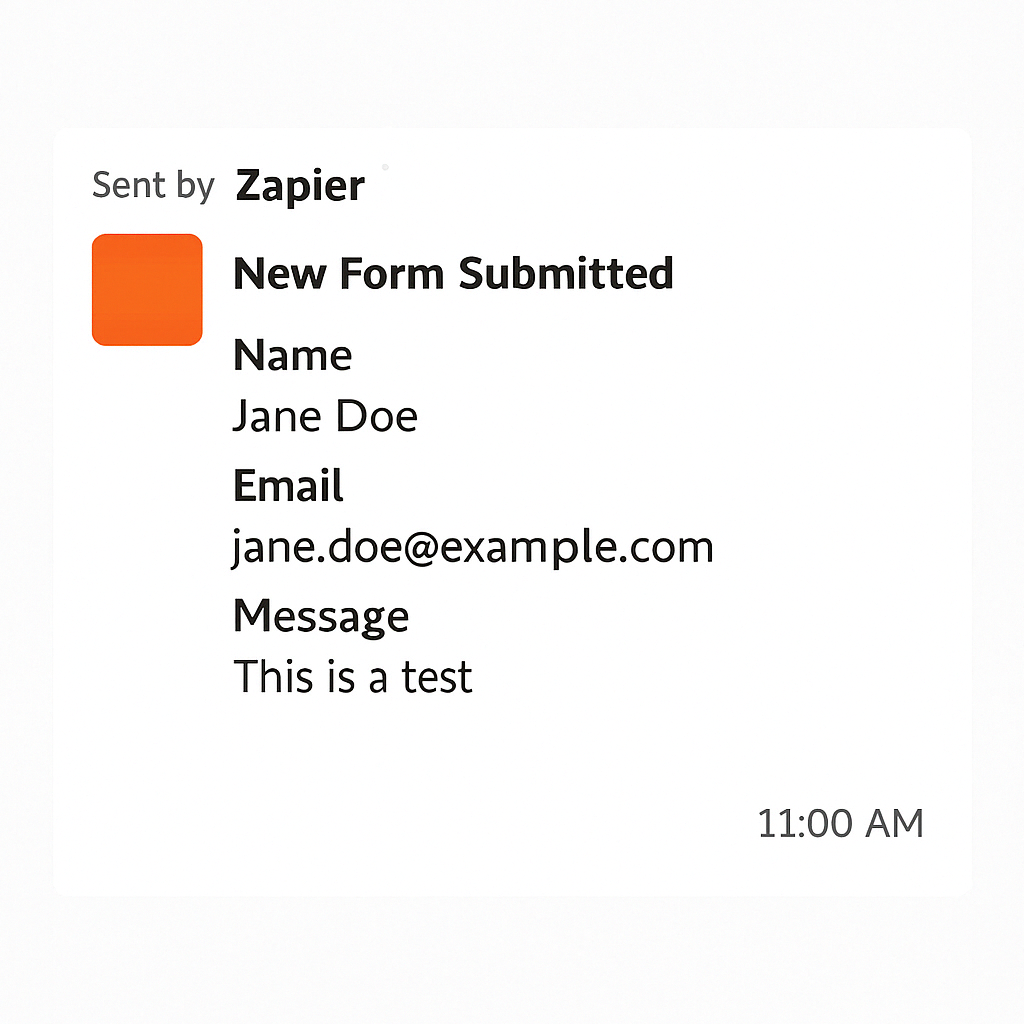 Sent by Zapier
New Form Submitted
Name
Jane Doe
Email
jane.doe@example.com
Message
This is a test
11:00 AM